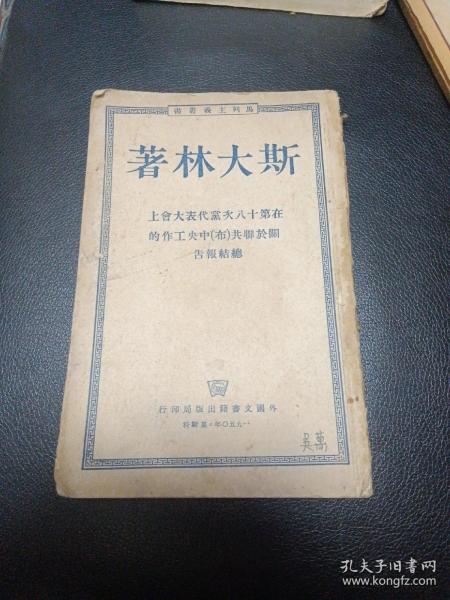 書叢義主列馬
著林大斯
上會大表代黨次八十第在
的作工央中(布)共聯於關
告報結總
行印局版出籍書文國外
科斯莫·年〇五九一
吳萬
孔夫子旧书网
www.kongfz.com